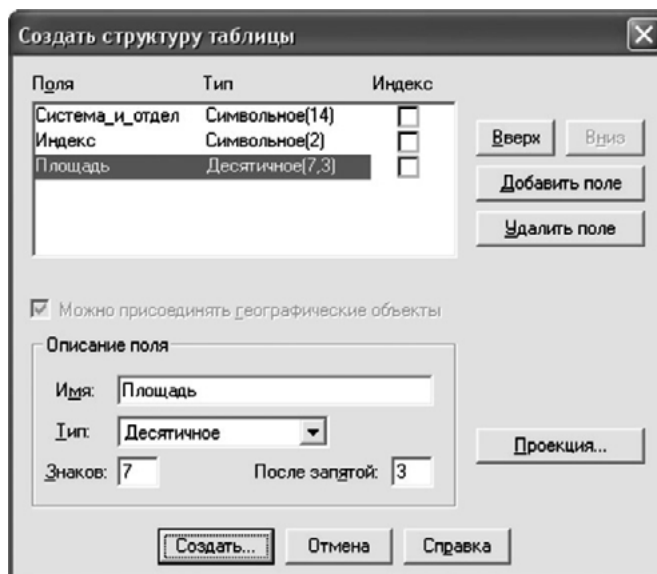 Создать структуру таблицы
Поля Тип Индекс
Система_и_отдел Символьное(14)
Индекс Символьное(2)
Площадь Десятичное(7,3)
Вверх Вниз
Добавить поле
Удалить поле
Можно присоединять географические объекты
Описание поля
Имя: Площадь
Тип: Десятичное
Знаков: 7 После запятой: 3
Проекция...
Создать... Отмена Справка